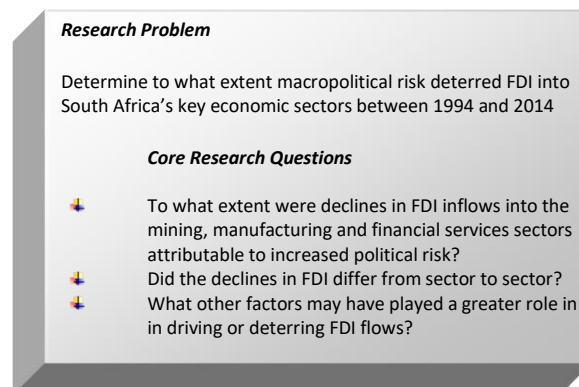 Research Problem
Determine to what extent macropolitical risk deterred FDI into
South Africa's key economic sectors between 1994 and 2014
Core Research Questions
To what extent were declines in FDI inflows into the
mining, manufacturing and financial services sectors
attributable to increased political risk?
Did the declines in FDI differ from sector to sector?
What other factors may have played a greater role in
in driving or deterring FDI flows?